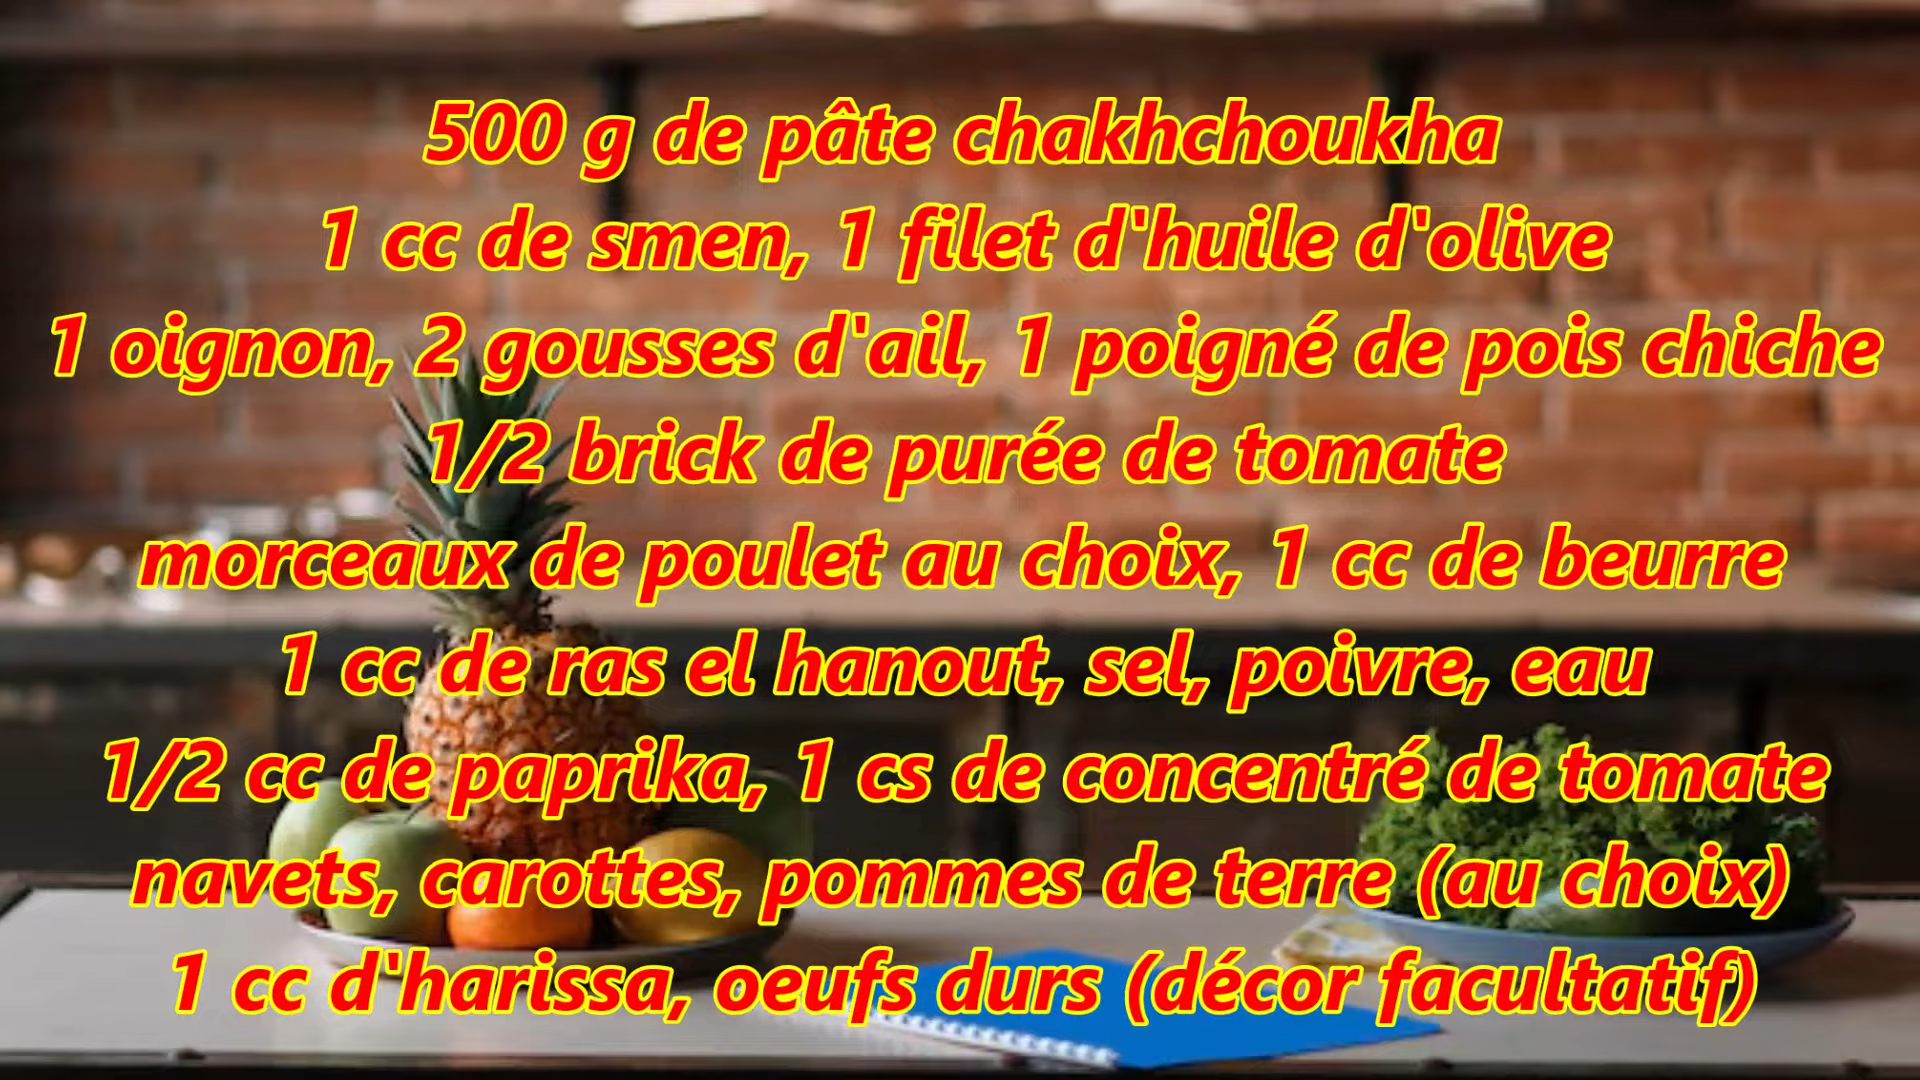 500 g de pâte chakhchoukha
1 cc de smen, 1 filet d'huile d'olive
1 oignon, 2 gousses d'ail, 1 poigné de pois chiche
1/2 brick de purée de tomate
morceaux de poulet au choix, 1 cc de beurre
1 cc de ras el hanout, sel, poivre, eau
1/2 cc de paprika, 1 cs de concentré de tomate
navets, carottes, pommes de terre (au choix)
1 cc d'harissa, oeufs durs (décor facultatif)